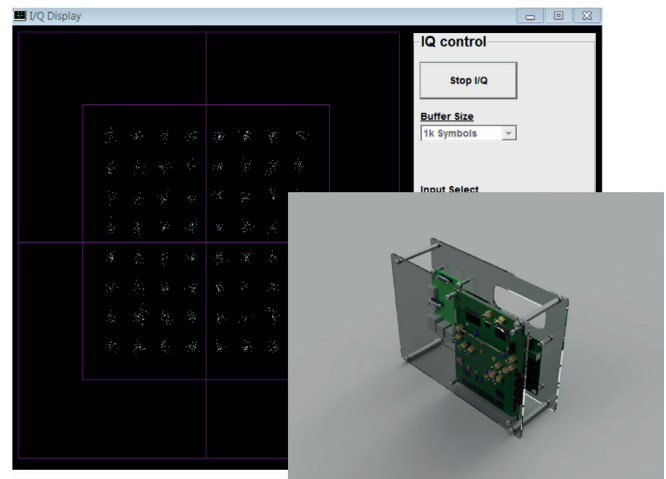 I/Q Display
IQ control
Stop I/Q
Buffer Size
1k Symbols
Input Select